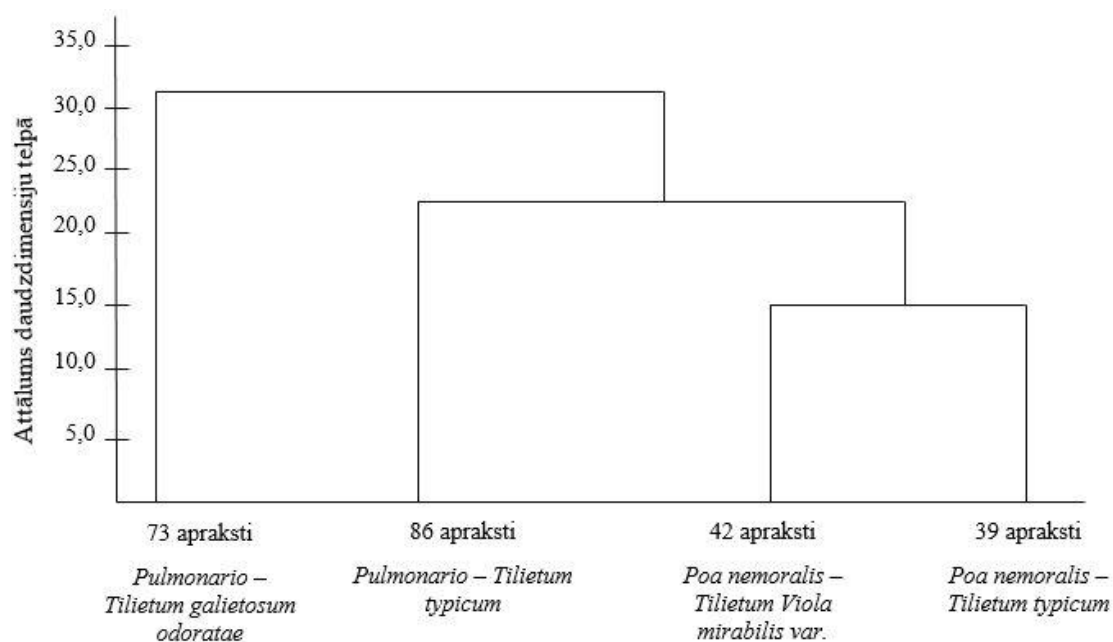 Attālums daudzdimensiju telpā
35,0
30,0
25,0
20,0
15,0
10,0
5,0
73 apraksti
86 apraksti
42 apraksti
39 apraksti
Pulmonario –
Tilietum galietosum
odoratae
Pulmonario – Tilietum
typicum
Poa nemoralis –
Tilietum Viola
mirabilis var.
Poa nemoralis –
Tilietum typicum